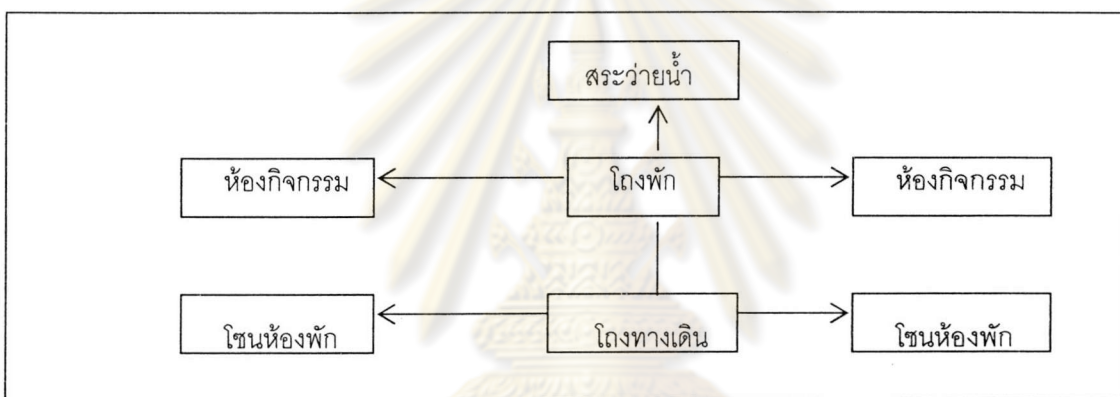 สระว่ายน้ำ
ห้องกิจกรรม
โถงพัก
ห้องกิจกรรม
โซนห้องพัก
โถงทางเดิน
โซนห้องพัก